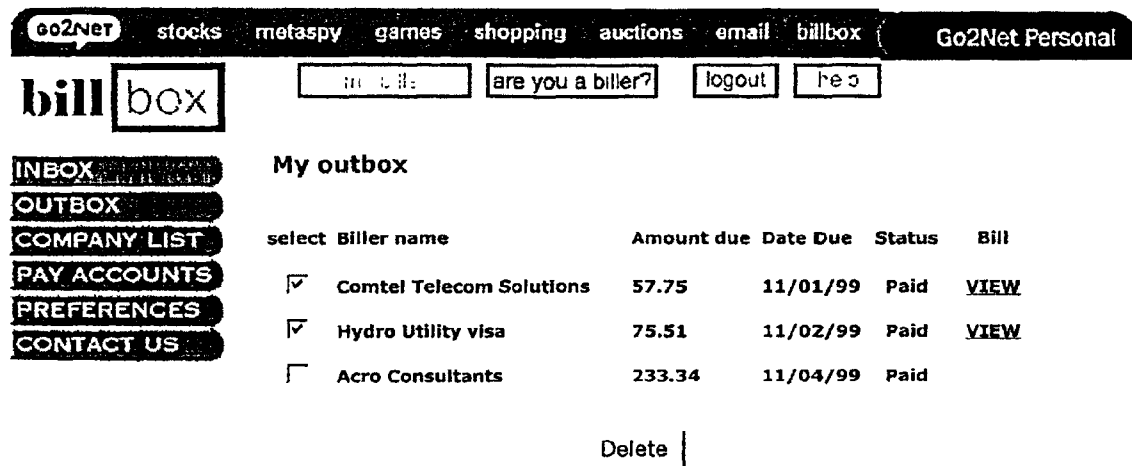 Go2Net stocks metaspy games shopping auctions email billbox Go2Net Personal
bill box
are you a biller? logout help
INBOX
OUTBOX
COMPANY LIST
PAY ACCOUNTS
PREFERENCES
CONTACT US
My outbox
select Biller name Amount due Date Due Status Bill
Comtel Telecom Solutions 57.75 11/01/99 Paid VIEW
Hydro Utility visa 75.51 11/02/99 Paid VIEW
Acro Consultants 233.34 11/04/99 Paid
Delete